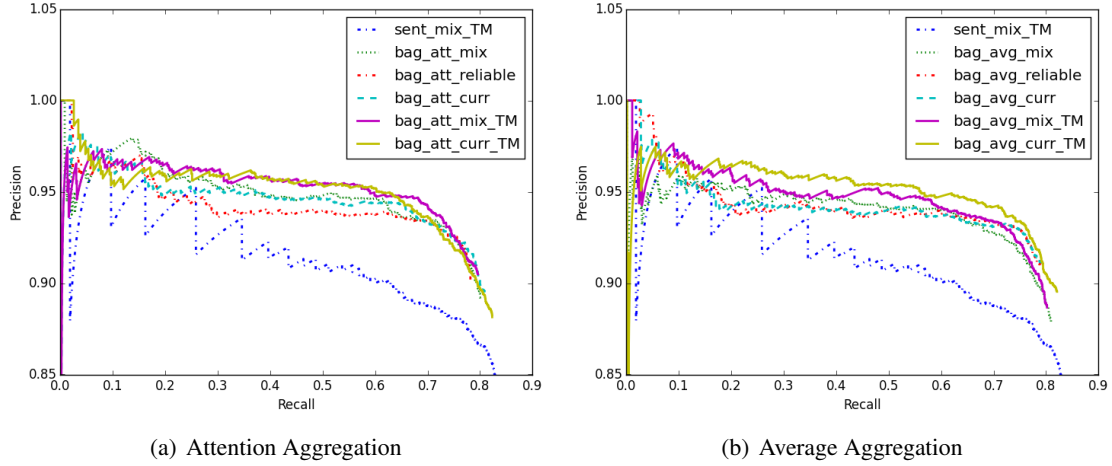 1.05
1.00
0.95
0.90
0.85
Precision
0.0 0.1 0.2 0.3 0.4 0.5 0.6 0.7 0.8 0.9
Recall
sent_mix_TM
bag_att_mix
bag_att_reliable
bag_att_curr
bag_att_mix_TM
bag_att_curr_TM
(a) Attention Aggregation
1.05
1.00
0.95
0.90
0.85
Precision
0.0 0.1 0.2 0.3 0.4 0.5 0.6 0.7 0.8 0.9
Recall
sent_mix_TM
bag_avg_mix
bag_avg_reliable
bag_avg_curr
bag_avg_mix_TM
bag_avg_curr_TM
(b) Average Aggregation